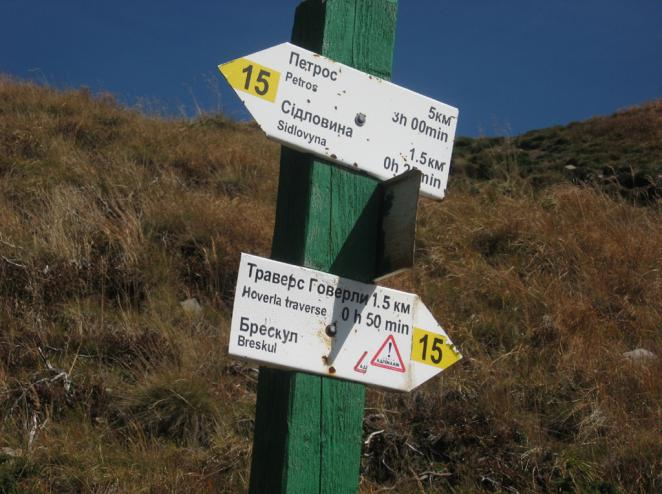 15
Петрос
Petros
5км
3h 00min
Сідловина
Sidlovyna
1.5км
0h min
Траверс Говерли 1.5 км
Hoverla traverse 0 h 50 min
Брескул
Breskul
15